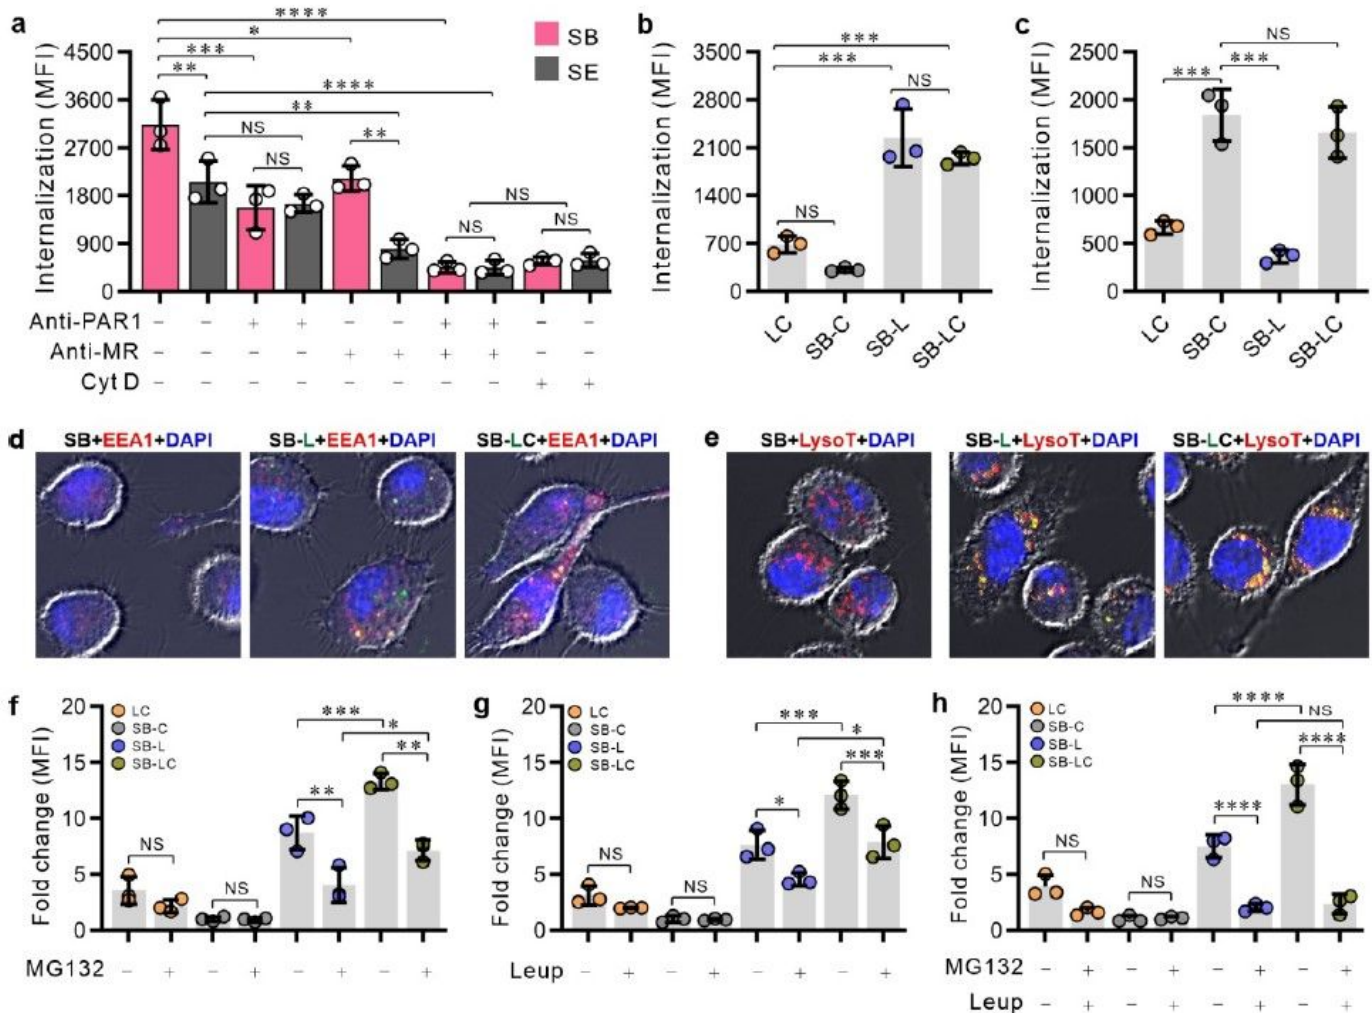 a
****
*
***
**
****
**
NS
NS
**
NS
NS
NS
SB
SE
Internalization (MFI)
4500
3600
2700
1800
900
0
Anti-PAR1 – – + + – – + + – –
Anti-MR – – – – + + + + – –
Cyt D – – – – – – – – + +
b
***
***
NS
NS
Internalization (MFI)
3500
2800
2100
1400
700
0
LC SB-C SB-L SB-LC
c
NS
*** ***
Internalization (MFI)
2500
2000
1500
1000
500
0
LC SB-C SB-L SB-LC
d
SB+EEA1+DAPI SB-L+EEA1+DAPI SB-LC+EEA1+DAPI
e
SB+LysoT+DAPI SB-L+LysoT+DAPI SB-LC+LysoT+DAPI
f
LC
SB-C
SB-L
SB-LC
***
*
**
**
NS
NS
Fold change (MFI)
20
15
10
5
0
MG132 – + – + – + – +
g
LC
SB-C
SB-L
SB-LC
***
*
***
*
NS
NS
Fold change (MFI)
20
15
10
5
0
Leup – + – + – + – +
h
LC
SB-C
SB-L
SB-LC
****
NS
****
****
NS
NS
Fold change (MFI)
20
15
10
5
0
MG132 – + – + – + – +
Leup – + – + – + – +